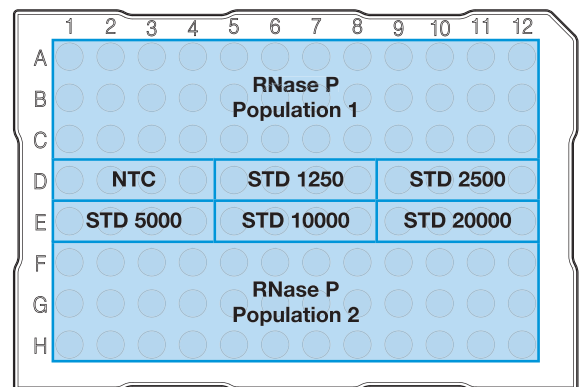 1 2 3 4 5 6 7 8 9 10 11 12
A
RNase P
B
Population 1
C
D NTC STD 1250 STD 2500
E STD 5000 STD 10000 STD 20000
F
RNase P
G
Population 2
H